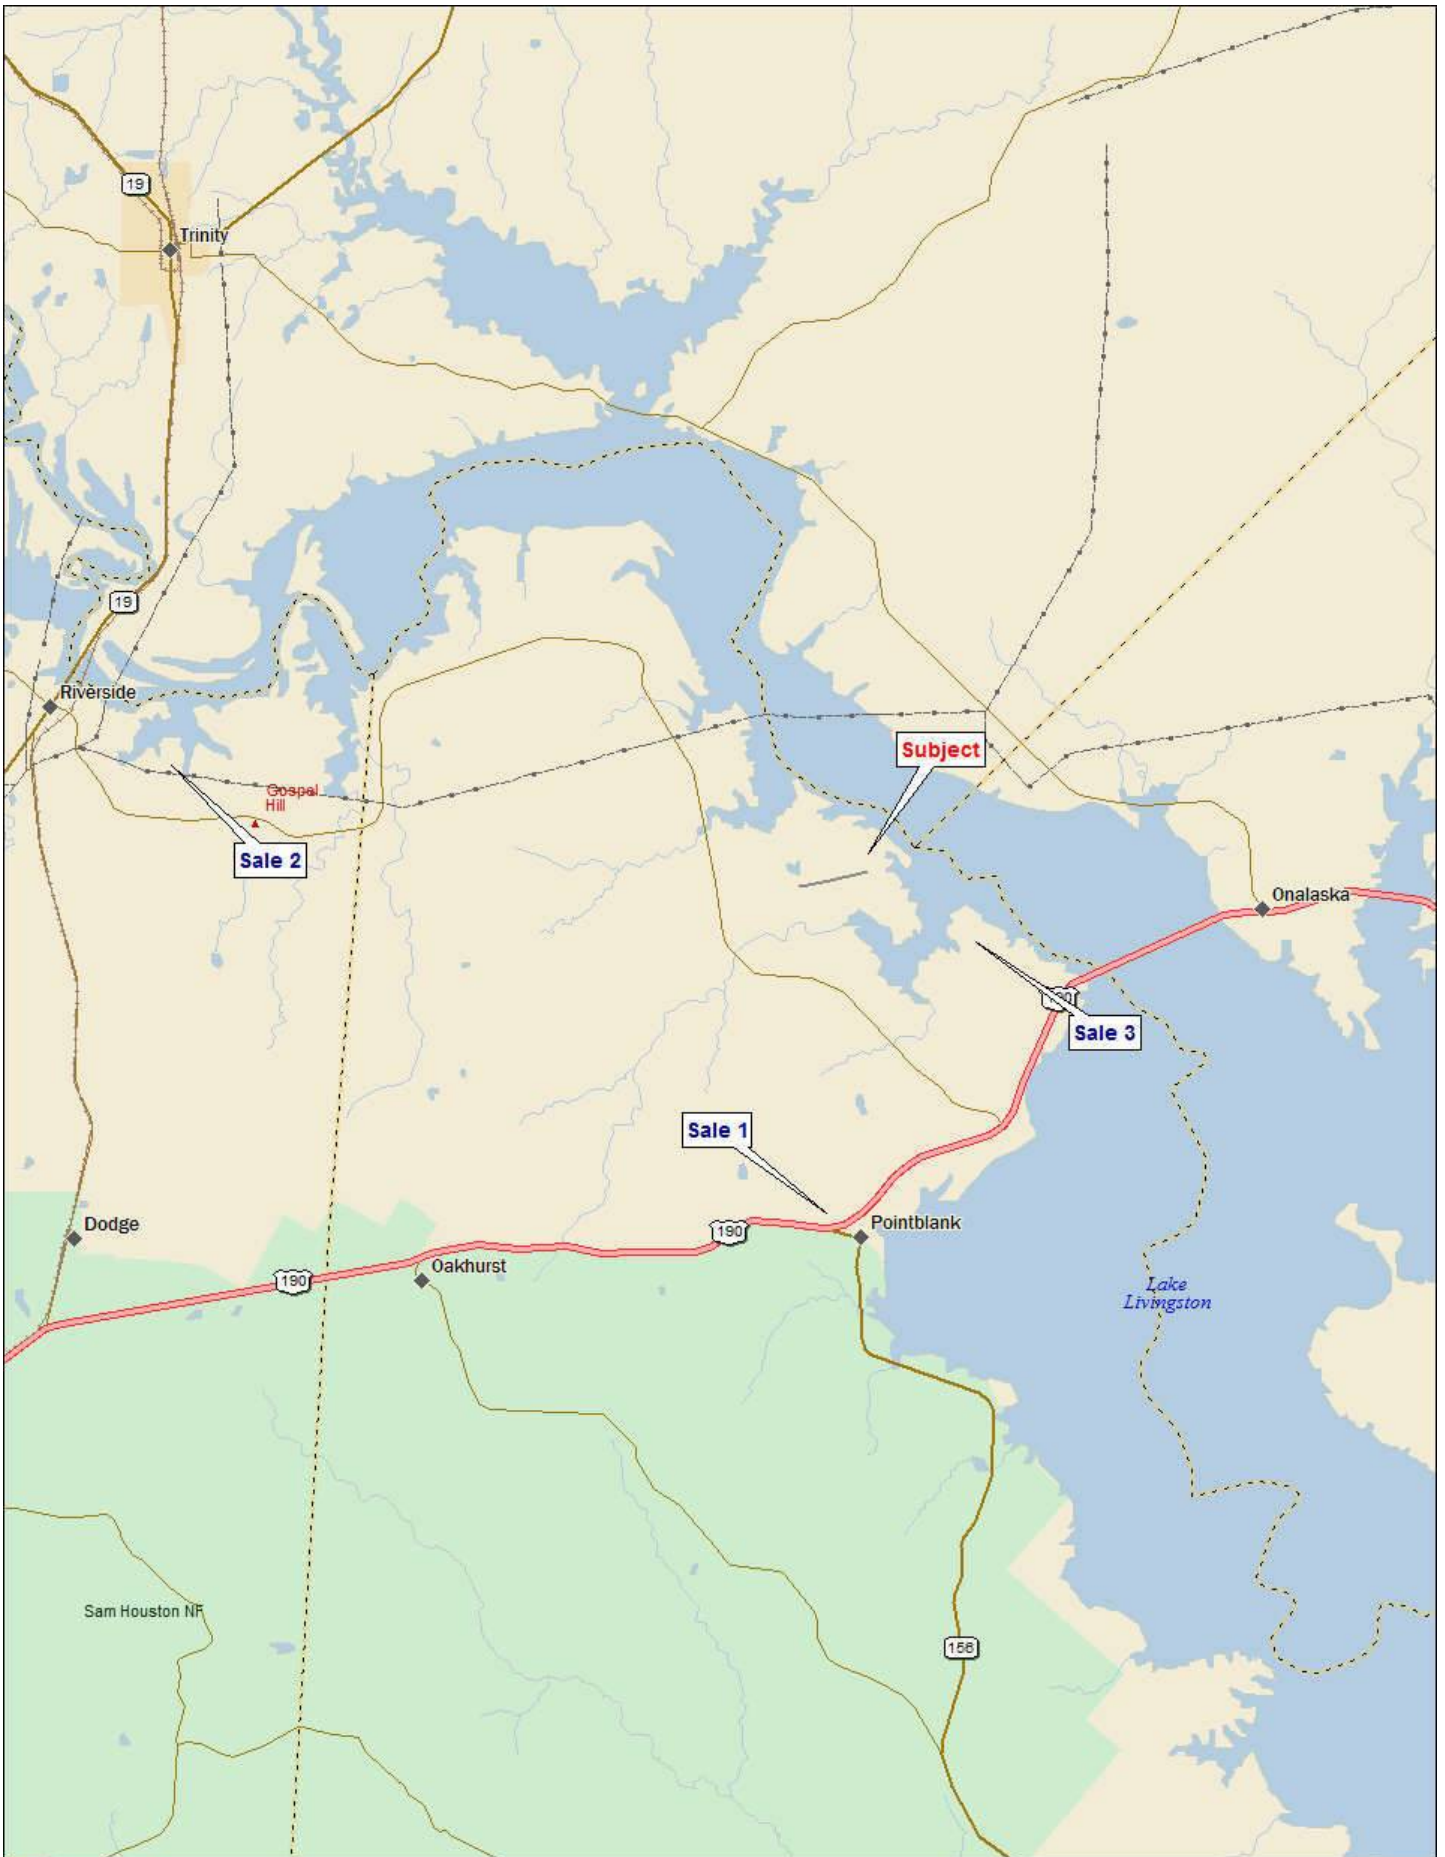 19
Trinity
19
Riverside
Subject
Gospel
Hill
Sale 2
Onalaska
Sale 3
Sale 1
Dodge
190
Pointblank
Oakhurst
190
Lake
Livingston
Sam Houston NF
156